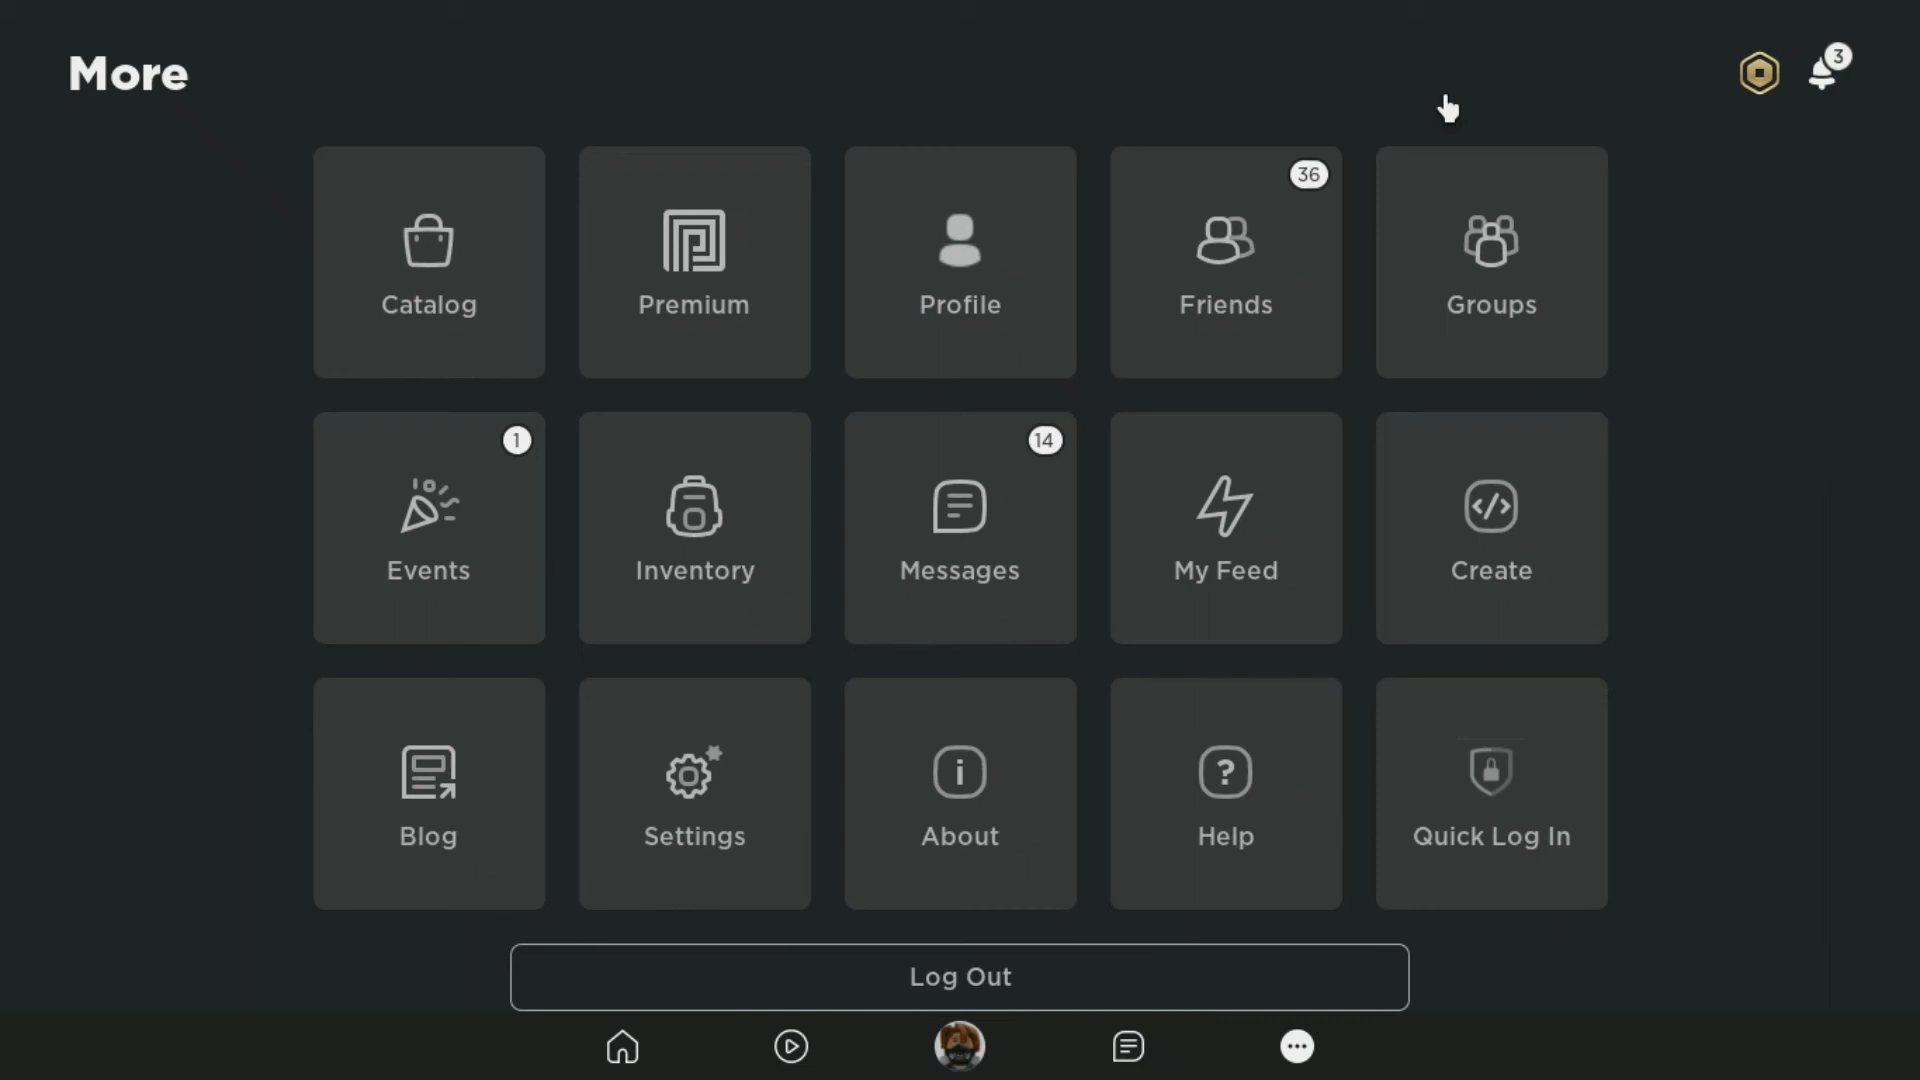 More
3
Catalog
Premium
Profile
36
Friends
Groups
1
Events
Inventory
14
Messages
My Feed
Create
Blog
Settings
About
Help
Quick Log In
Log Out